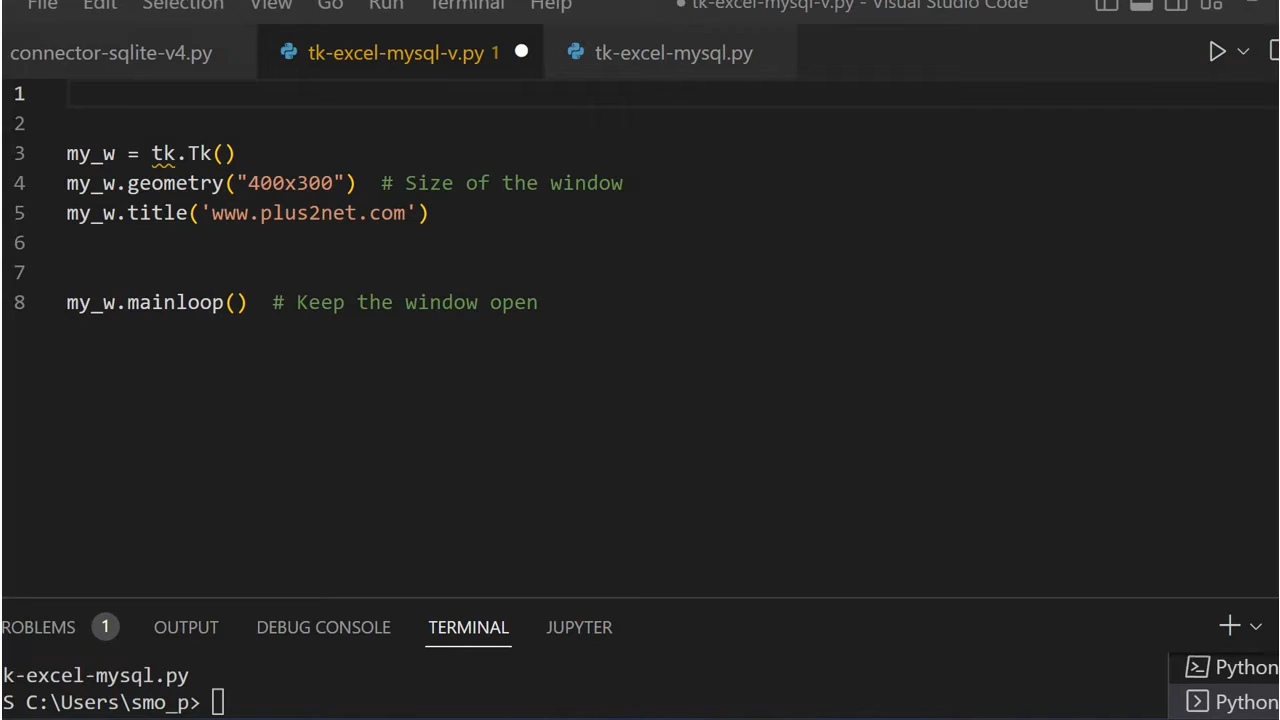 File Edit Selection View Go Run Terminal Help ● tk-excel-mysql-v.py - Visual Studio Code
connector-sqlite-v4.py tk-excel-mysql-v.py 1 tk-excel-mysql.py
1
2
3 my_w = tk.Tk()
4 my_w.geometry("400x300")  # Size of the window
5 my_w.title('www.plus2net.com')
6
7
8 my_w.mainloop()  # Keep the window open
ROBLEMS 1 OUTPUT DEBUG CONSOLE TERMINAL JUPYTER
k-excel-mysql.py
S C:\Users\smo_p>
Python
Python